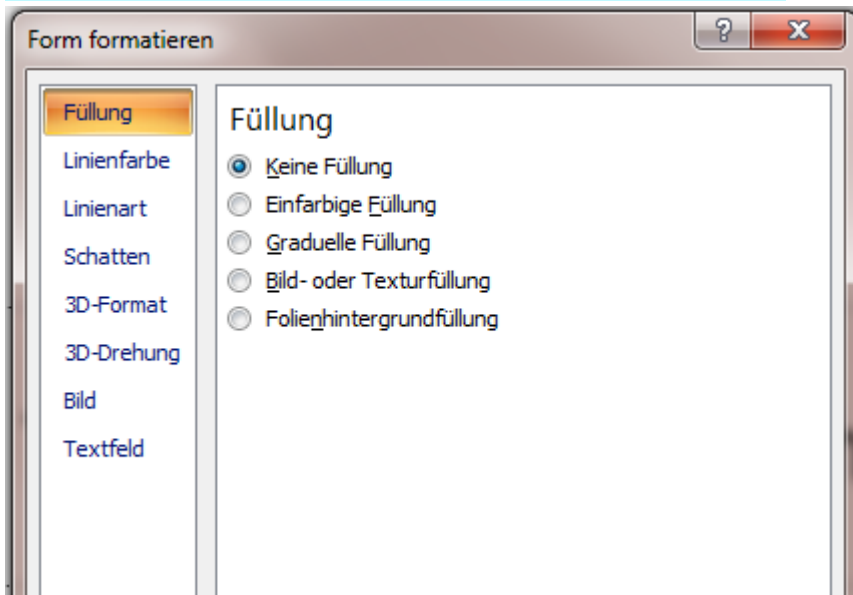 Form formatieren
?
X
Füllung
Linienfarbe
Linienart
Schatten
3D-Format
3D-Drehung
Bild
Textfeld
Füllung
Keine Füllung
Einfarbige Füllung
Graduelle Füllung
Bild- oder Texturfüllung
Folienhintergrundfüllung